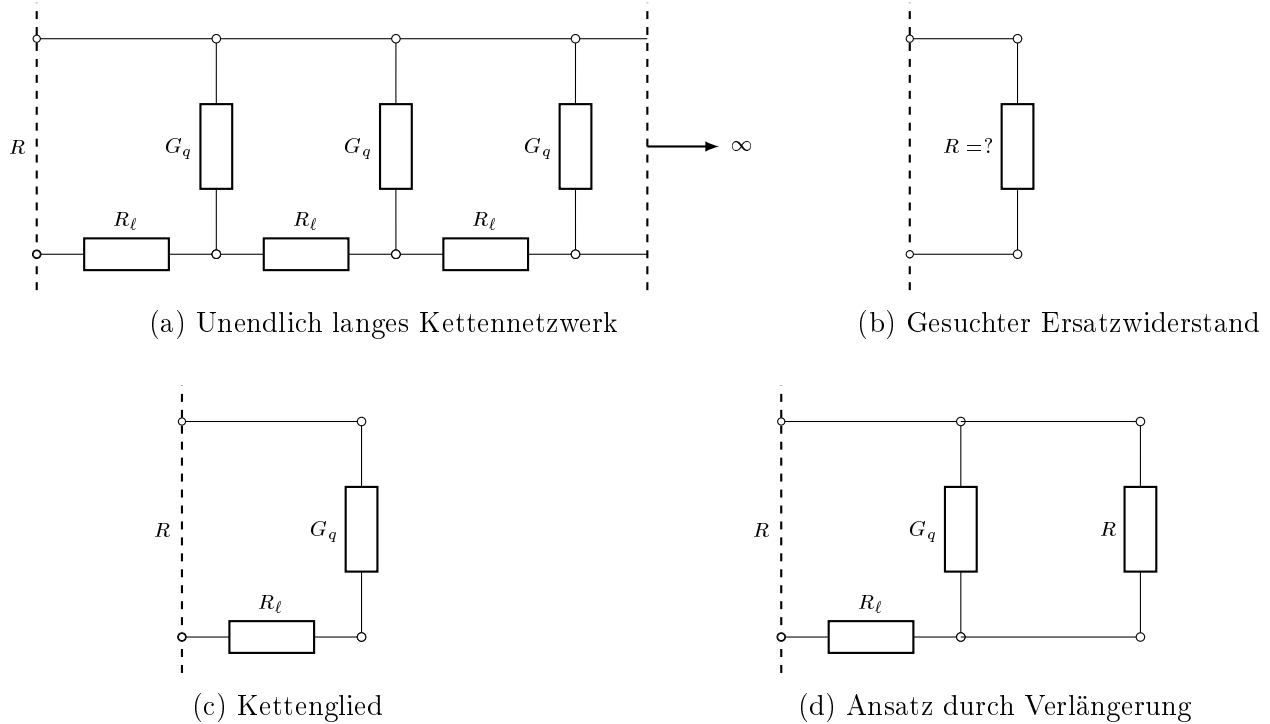 R
G_q
G_q
G_q
∞
R_ℓ
R_ℓ
R_ℓ
R =?
(a) Unendlich langes Kettennetzwerk
(b) Gesuchter Ersatzwiderstand
R
G_q
R_ℓ
R
G_q
R
R_ℓ
(c) Kettenglied
(d) Ansatz durch Verlängerung